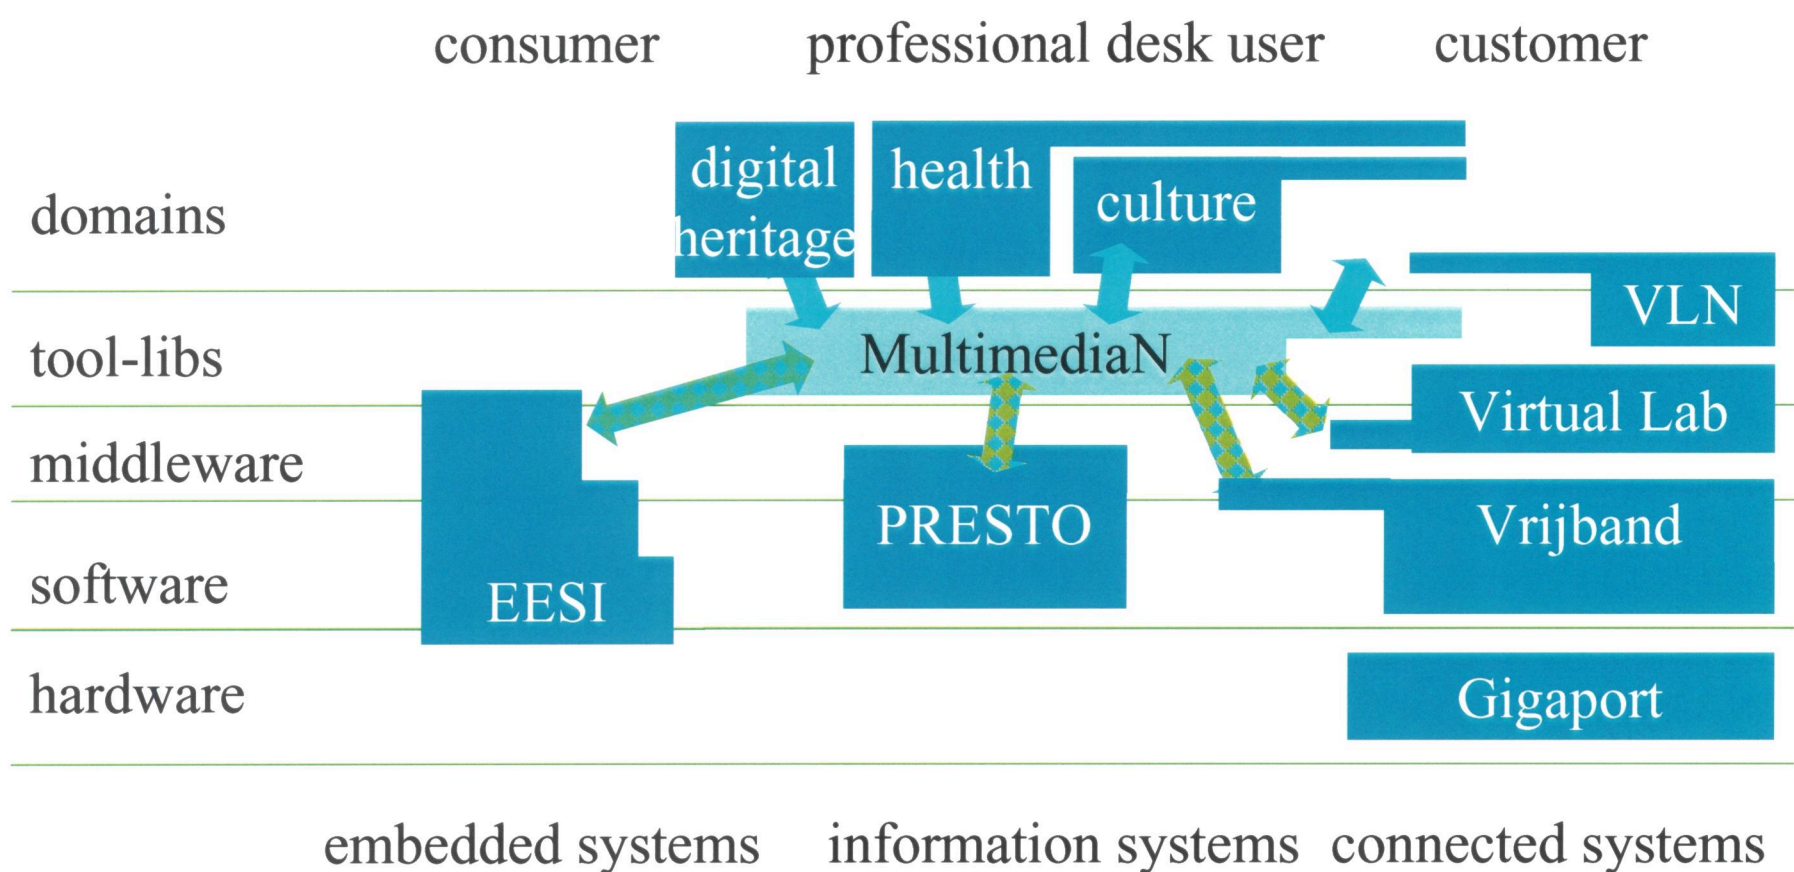 consumer
professional desk user
customer
digital
heritage
health
culture
domains
VLN
tool-libs
MultimediaN
Virtual Lab
middleware
PRESTO
Vrijband
software
EESI
hardware
Gigaport
embedded systems
information systems
connected systems